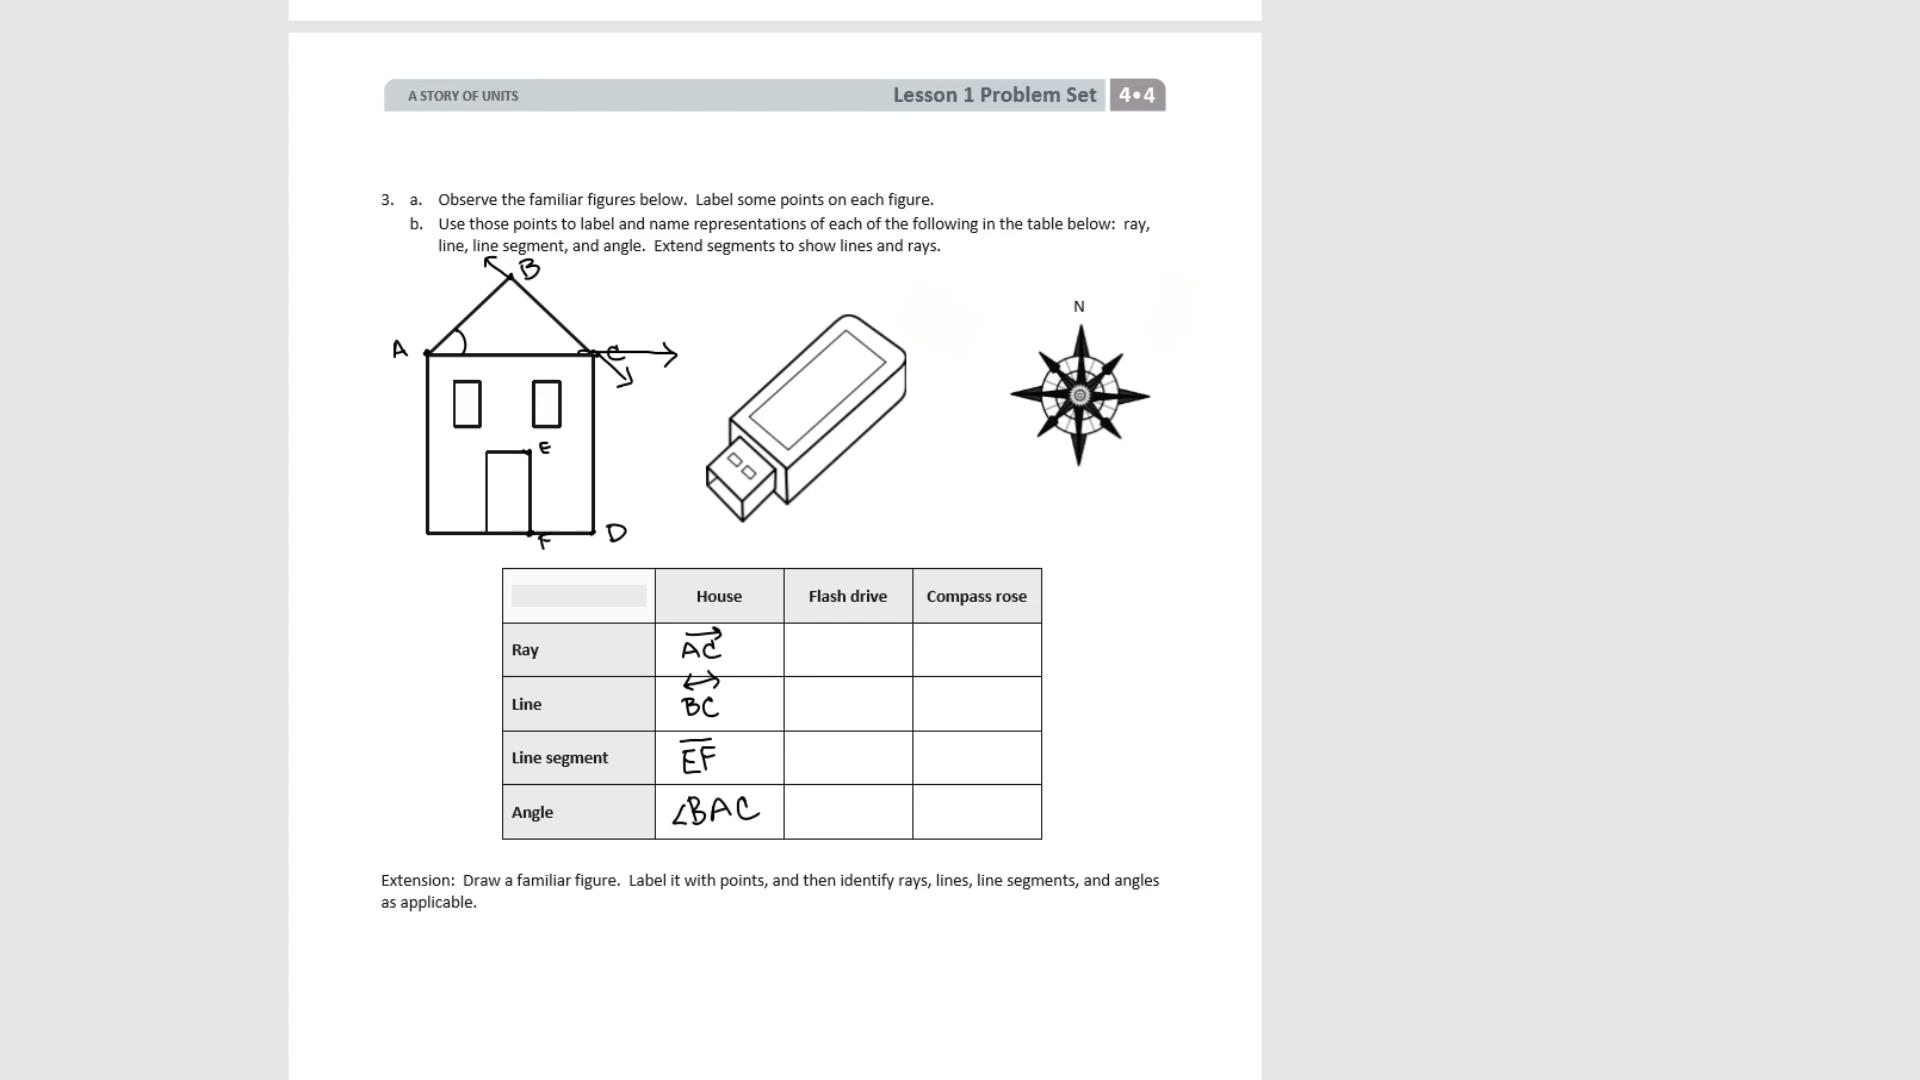 A STORY OF UNITS
Lesson 1 Problem Set 4•4
3. a. Observe the familiar figures below. Label some points on each figure.
b. Use those points to label and name representations of each of the following in the table below: ray,
line, line segment, and angle. Extend segments to show lines and rays.
B
N
A
C
E
D
F
House Flash drive Compass rose
Ray AC
Line BC
Line segment EF
Angle ∠BAC
Extension: Draw a familiar figure. Label it with points, and then identify rays, lines, line segments, and angles
as applicable.